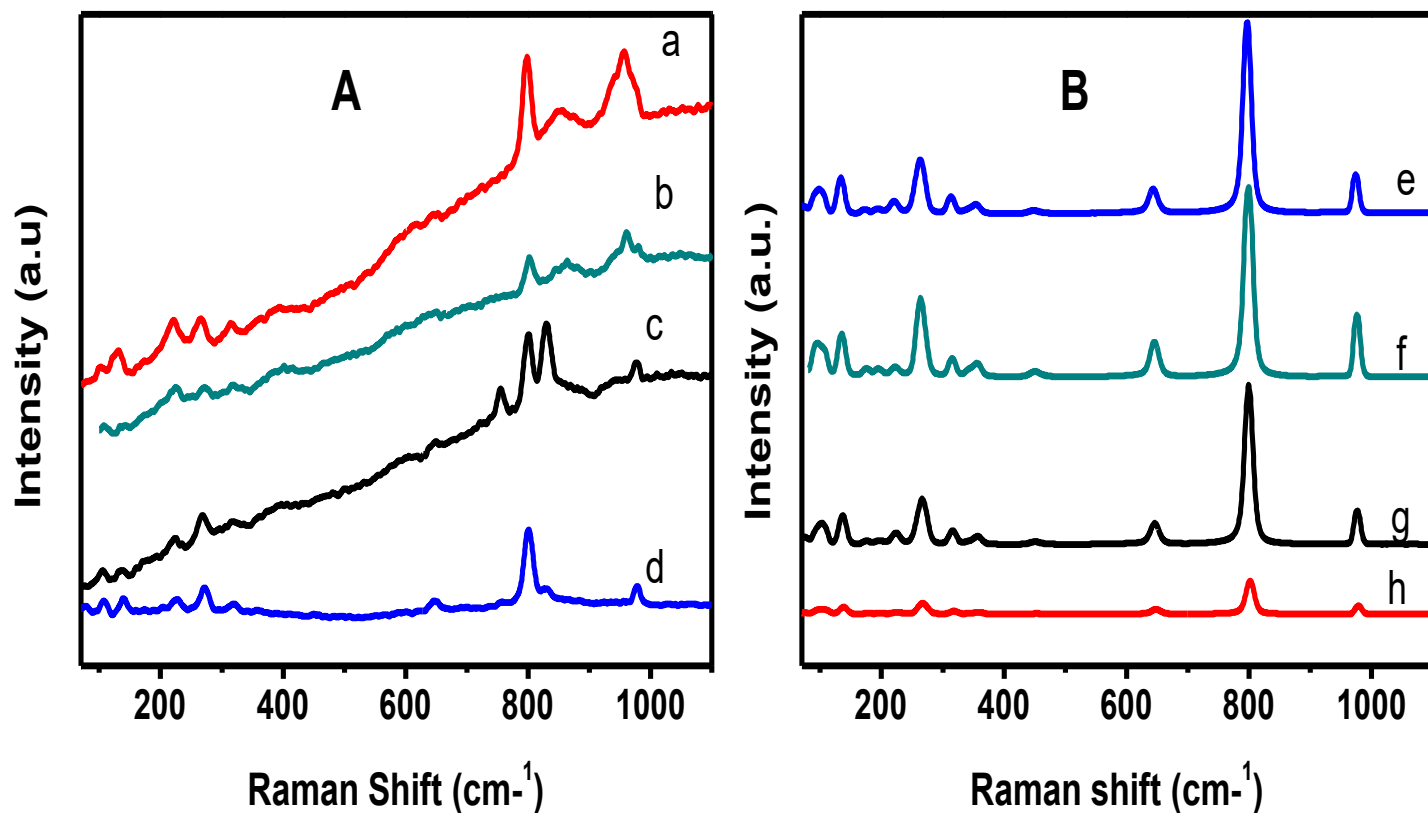 A
a
b
c
d
Intensity (a.u)
200 400 600 800 1000
Raman Shift (cm-1)
B
e
f
g
h
Intensity (a.u.)
200 400 600 800 1000
Raman shift (cm-1)